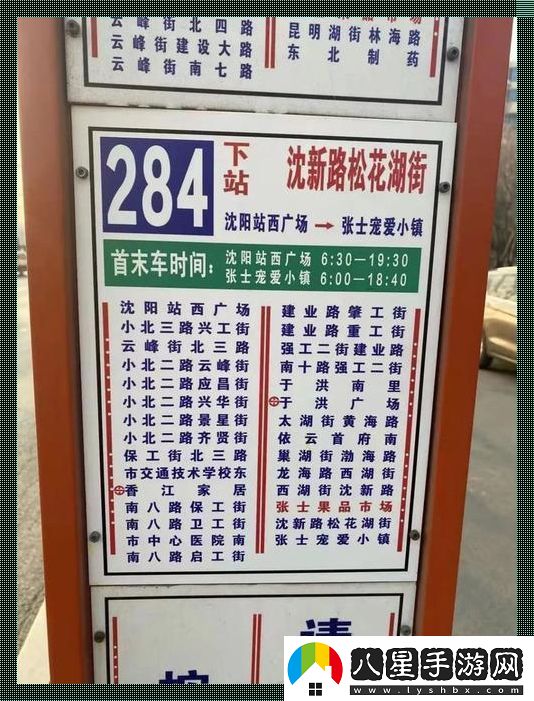 云峰街北四路
云峰街建设大路
云峰街南七路
昆明湖街林海路
东北制药
284
下站
沈新路松花湖街
沈阳站西广场 → 张士宠爱小镇
首末车时间:
沈阳站西广场 6:30—19:30
张士宠爱小镇 6:00—18:40
沈阳站西广场
小北三路兴工街
云峰街北三路
小北二路云峰街
小北二路应昌街
小北二路兴华街
小北二路景星街
小北二路齐贤街
保工街北三路
市交通技术学校东
香江家居
南八路保工街
南八路卫工街
市中心医院南
南八路启工街
建业路肇工街
建业路重工街
强工二街建业路
南十路强工二街
于洪南里
于洪广场
太湖街黄海路
依云首府南
巢湖街渤海路
龙海路西湖街
西湖街沈新路
张士果品市场
沈新路松花湖街
张士宠爱小镇
请
八星手游网
www.lyshbx.com